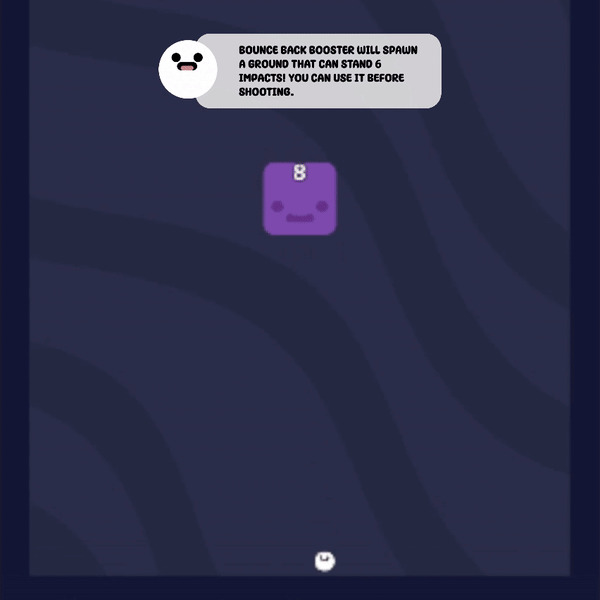 BOUNCE BACK BOOSTER WILL SPAWN
A GROUND THAT CAN STAND 6
IMPACTS! YOU CAN USE IT BEFORE
SHOOTING.
8